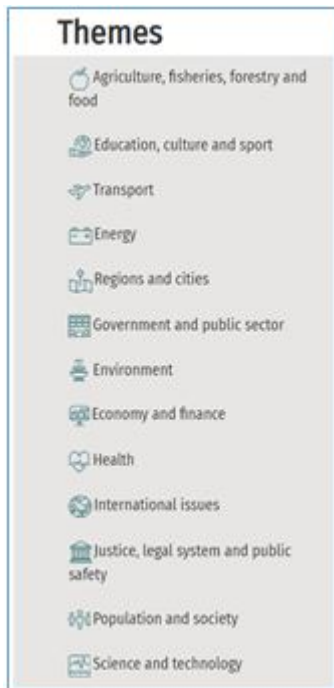 Themes
Agriculture, fisheries, forestry and
food
Education, culture and sport
Transport
Energy
Regions and cities
Government and public sector
Environment
Economy and finance
Health
International issues
Justice, legal system and public
safety
Population and society
Science and technology